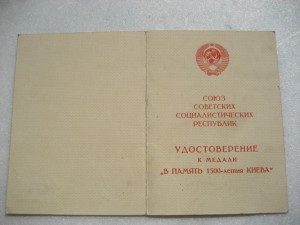 СОЮЗ
СОВЕТСКИХ
СОЦИАЛИСТИЧЕСКИХ
РЕСПУБЛИК
УДОСТОВЕРЕНИЕ
К МЕДАЛИ
"В ПАМЯТЬ 1500-летия КИЕВА"